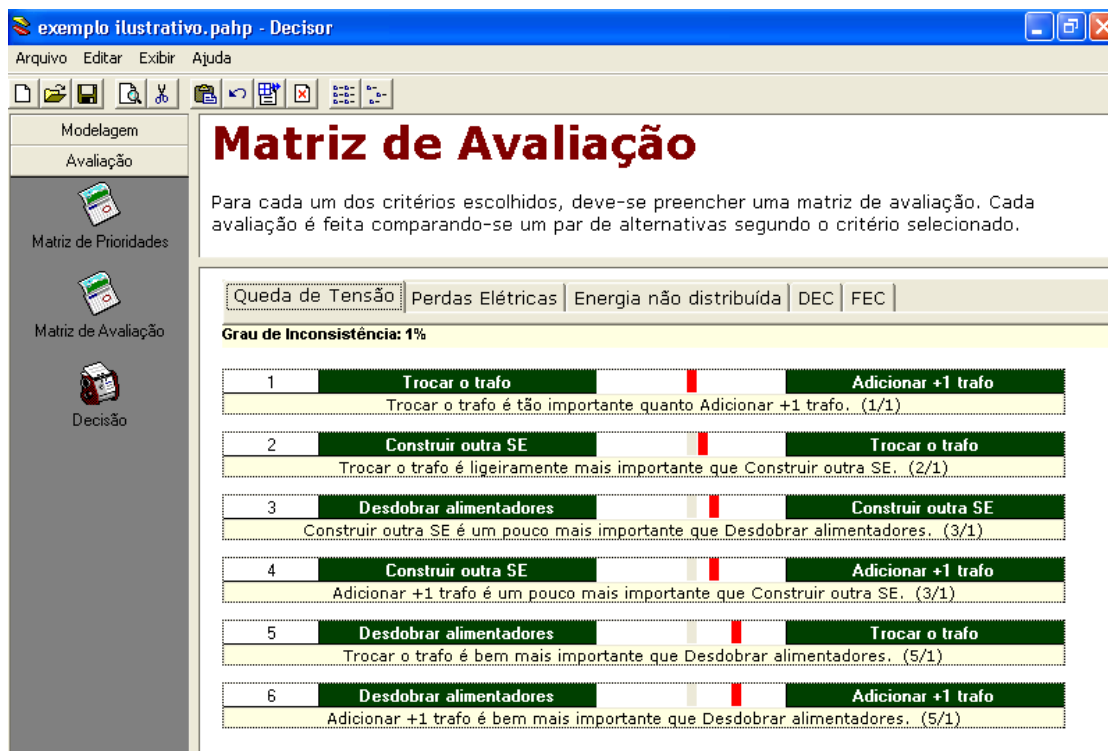 exemplo ilustrativo.pahp - Decisor
Arquivo Editar Exibir Ajuda
Modelagem
Avaliação
Matriz de Prioridades
Matriz de Avaliação
Decisão
Matriz de Avaliação
Para cada um dos critérios escolhidos, deve-se preencher uma matriz de avaliação. Cada
avaliação é feita comparando-se um par de alternativas segundo o critério selecionado.
Queda de Tensão Perdas Elétricas Energia não distribuída DEC FEC
Grau de Inconsistência: 1%
1 Trocar o trafo Adicionar +1 trafo
Trocar o trafo é tão importante quanto Adicionar +1 trafo. (1/1)
2 Construir outra SE Trocar o trafo
Trocar o trafo é ligeiramente mais importante que Construir outra SE. (2/1)
3 Desdobrar alimentadores Construir outra SE
Construir outra SE é um pouco mais importante que Desdobrar alimentadores. (3/1)
4 Construir outra SE Adicionar +1 trafo
Adicionar +1 trafo é um pouco mais importante que Construir outra SE. (3/1)
5 Desdobrar alimentadores Trocar o trafo
Trocar o trafo é bem mais importante que Desdobrar alimentadores. (5/1)
6 Desdobrar alimentadores Adicionar +1 trafo
Adicionar +1 trafo é bem mais importante que Desdobrar alimentadores. (5/1)